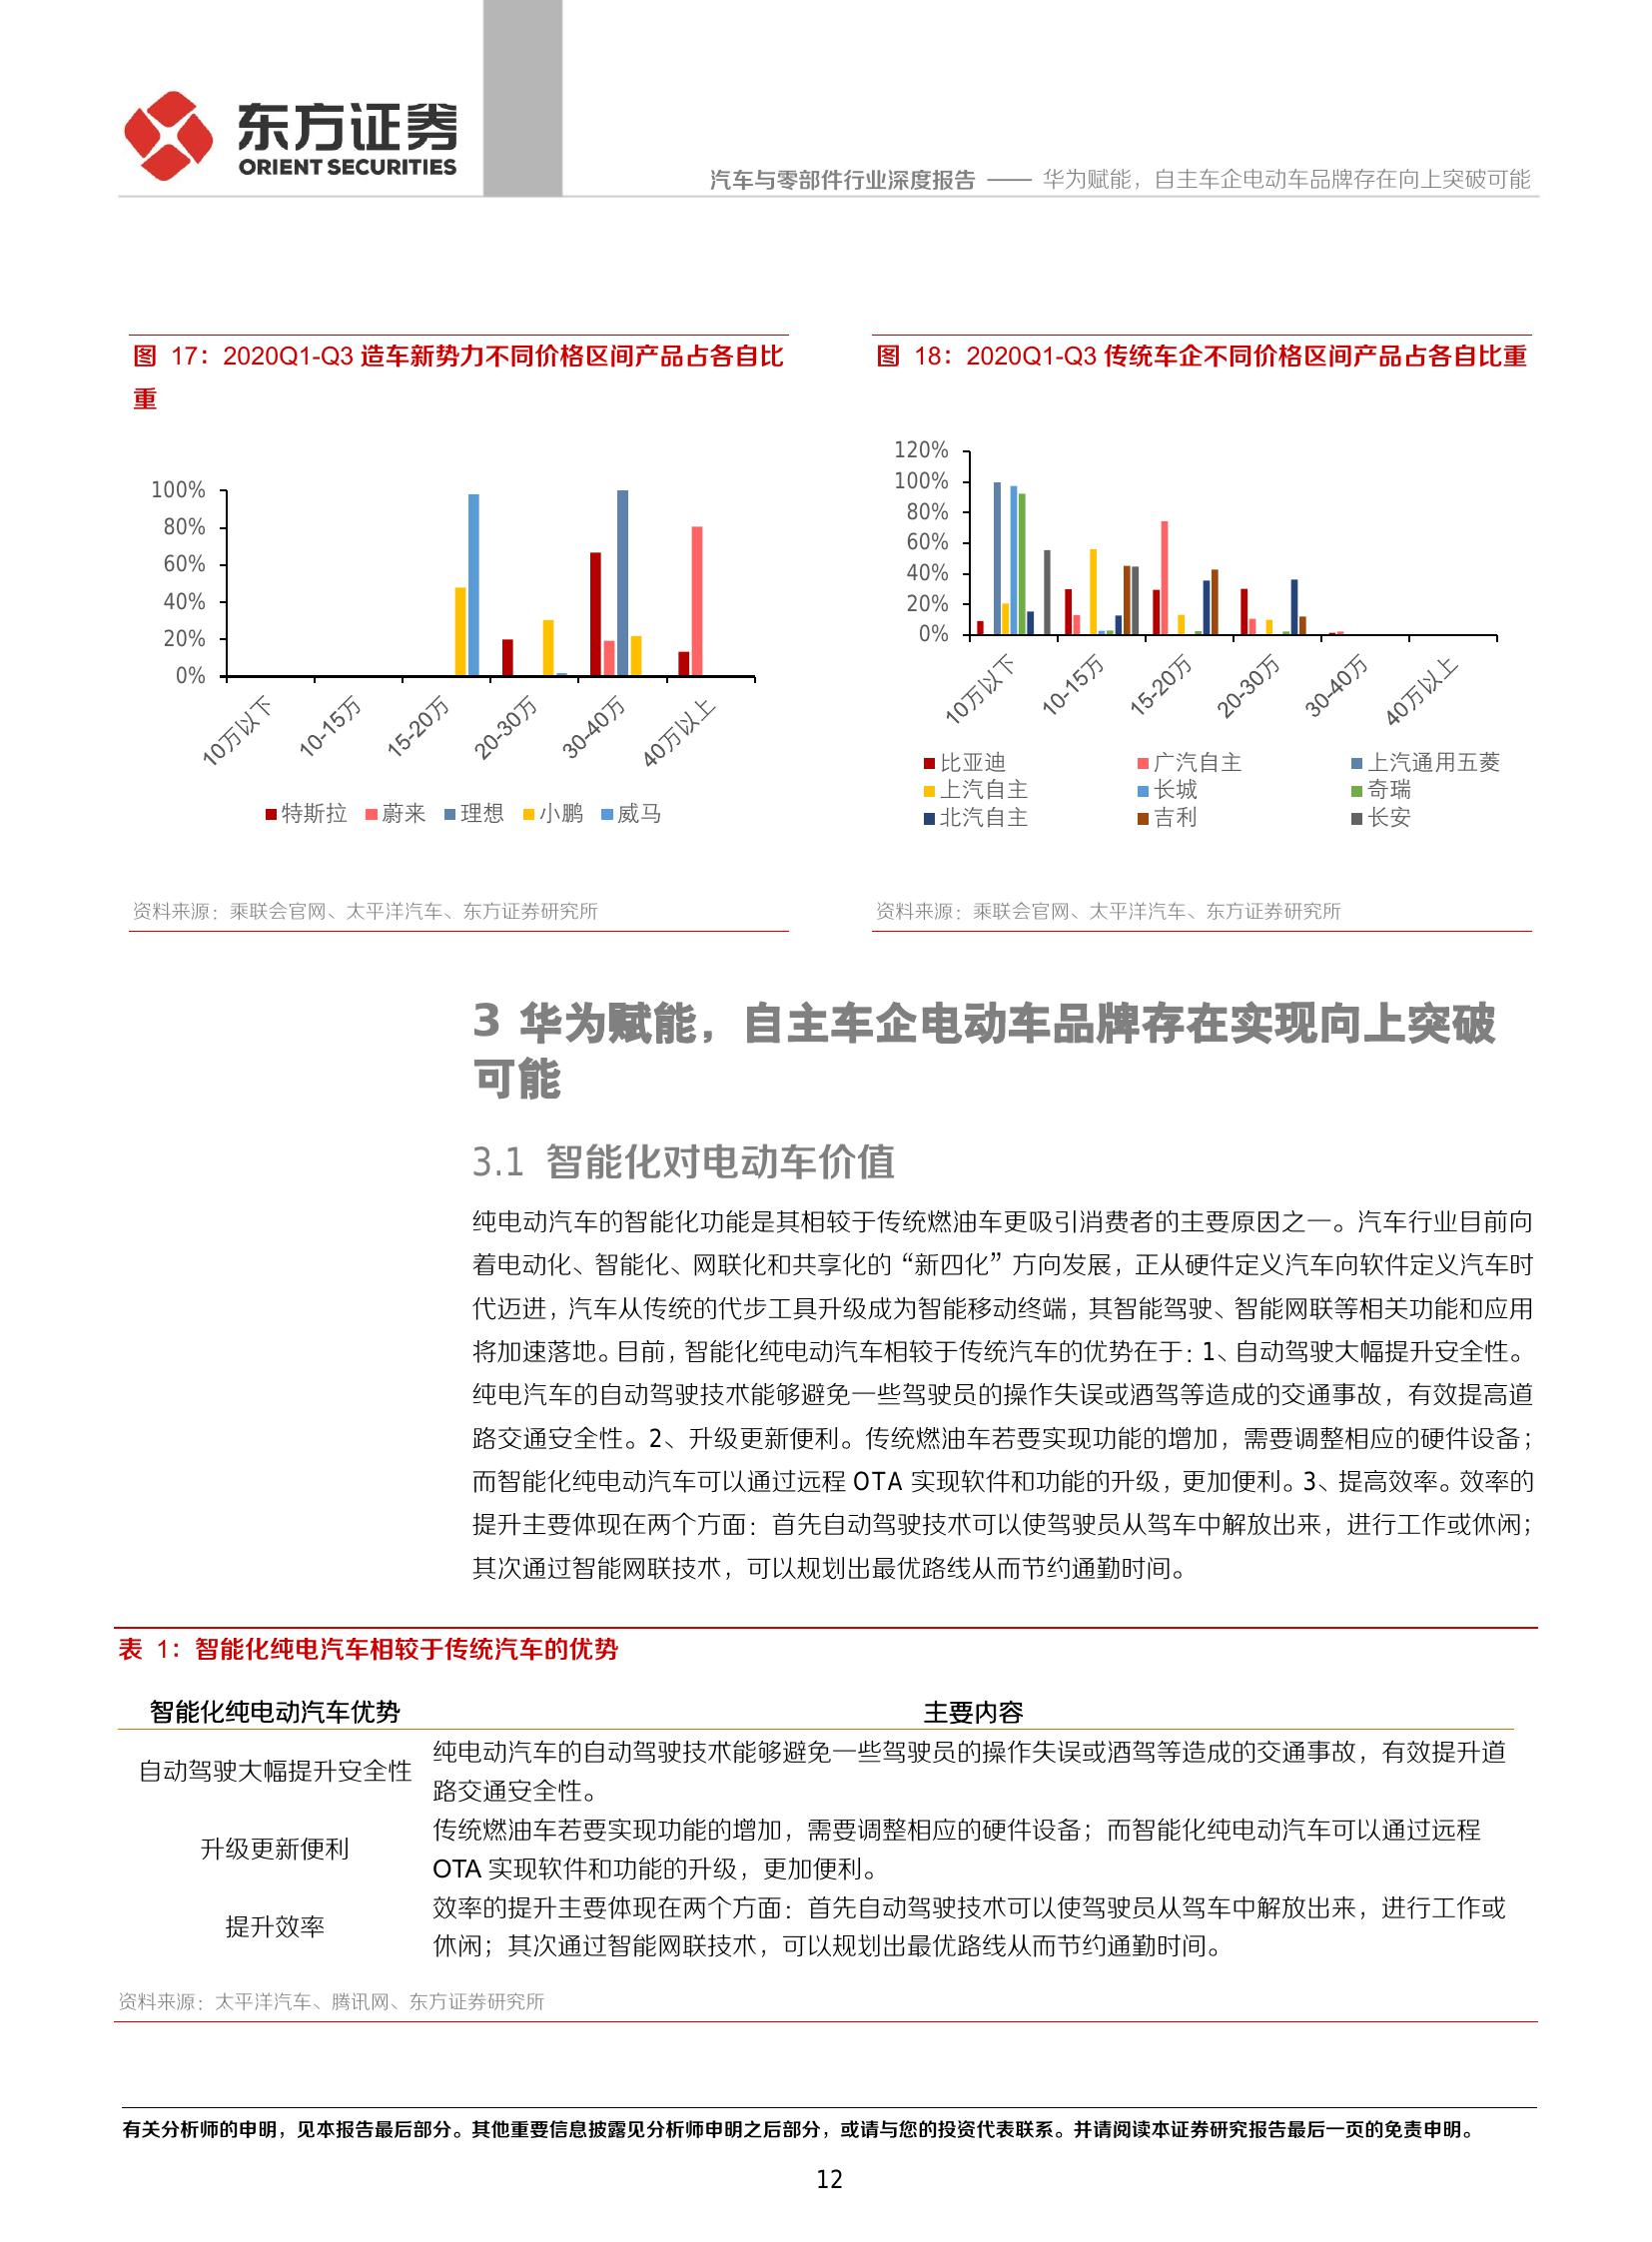 东方证券
ORIENT SECURITIES
汽车与零部件行业深度报告 —— 华为赋能，自主车企电动车品牌存在向上突破可能
图 17：2020Q1-Q3 造车新势力不同价格区间产品占各自比
重
100%
80%
60%
40%
20%
0%
10万以下
10-15万
15-20万
20-30万
30-40万
40万以上
特斯拉 蔚来 理想 小鹏 威马
资料来源：乘联会官网、太平洋汽车、东方证券研究所
图 18：2020Q1-Q3 传统车企不同价格区间产品占各自比重
120%
100%
80%
60%
40%
20%
0%
10万以下
10-15万
15-20万
20-30万
30-40万
40万以上
比亚迪 广汽自主 上汽通用五菱
上汽自主 长城 奇瑞
北汽自主 吉利 长安
资料来源：乘联会官网、太平洋汽车、东方证券研究所
3 华为赋能，自主车企电动车品牌存在实现向上突破
可能
3.1 智能化对电动车价值
纯电动汽车的智能化功能是其相较于传统燃油车更吸引消费者的主要原因之一。汽车行业目前向
着电动化、智能化、网联化和共享化的“新四化”方向发展，正从硬件定义汽车向软件定义汽车时
代迈进，汽车从传统的代步工具升级成为智能移动终端，其智能驾驶、智能网联等相关功能和应用
将加速落地。目前，智能化纯电动汽车相较于传统汽车的优势在于：1、自动驾驶大幅提升安全性。
纯电汽车的自动驾驶技术能够避免一些驾驶员的操作失误或酒驾等造成的交通事故，有效提高道
路交通安全性。2、升级更新便利。传统燃油车若要实现功能的增加，需要调整相应的硬件设备；
而智能化纯电动汽车可以通过远程 OTA 实现软件和功能的升级，更加便利。3、提高效率。效率的
提升主要体现在两个方面：首先自动驾驶技术可以使驾驶员从驾车中解放出来，进行工作或休闲；
其次通过智能网联技术，可以规划出最优路线从而节约通勤时间。
表 1：智能化纯电汽车相较于传统汽车的优势
智能化纯电动汽车优势 主要内容
自动驾驶大幅提升安全性
纯电动汽车的自动驾驶技术能够避免一些驾驶员的操作失误或酒驾等造成的交通事故，有效提升道
路交通安全性。
升级更新便利
传统燃油车若要实现功能的增加，需要调整相应的硬件设备；而智能化纯电动汽车可以通过远程
OTA 实现软件和功能的升级，更加便利。
提升效率
效率的提升主要体现在两个方面：首先自动驾驶技术可以使驾驶员从驾车中解放出来，进行工作或
休闲；其次通过智能网联技术，可以规划出最优路线从而节约通勤时间。
资料来源：太平洋汽车、腾讯网、东方证券研究所
有关分析师的申明，见本报告最后部分。其他重要信息披露见分析师申明之后部分，或请与您的投资代表联系。并请阅读本证券研究报告最后一页的免责申明。
12